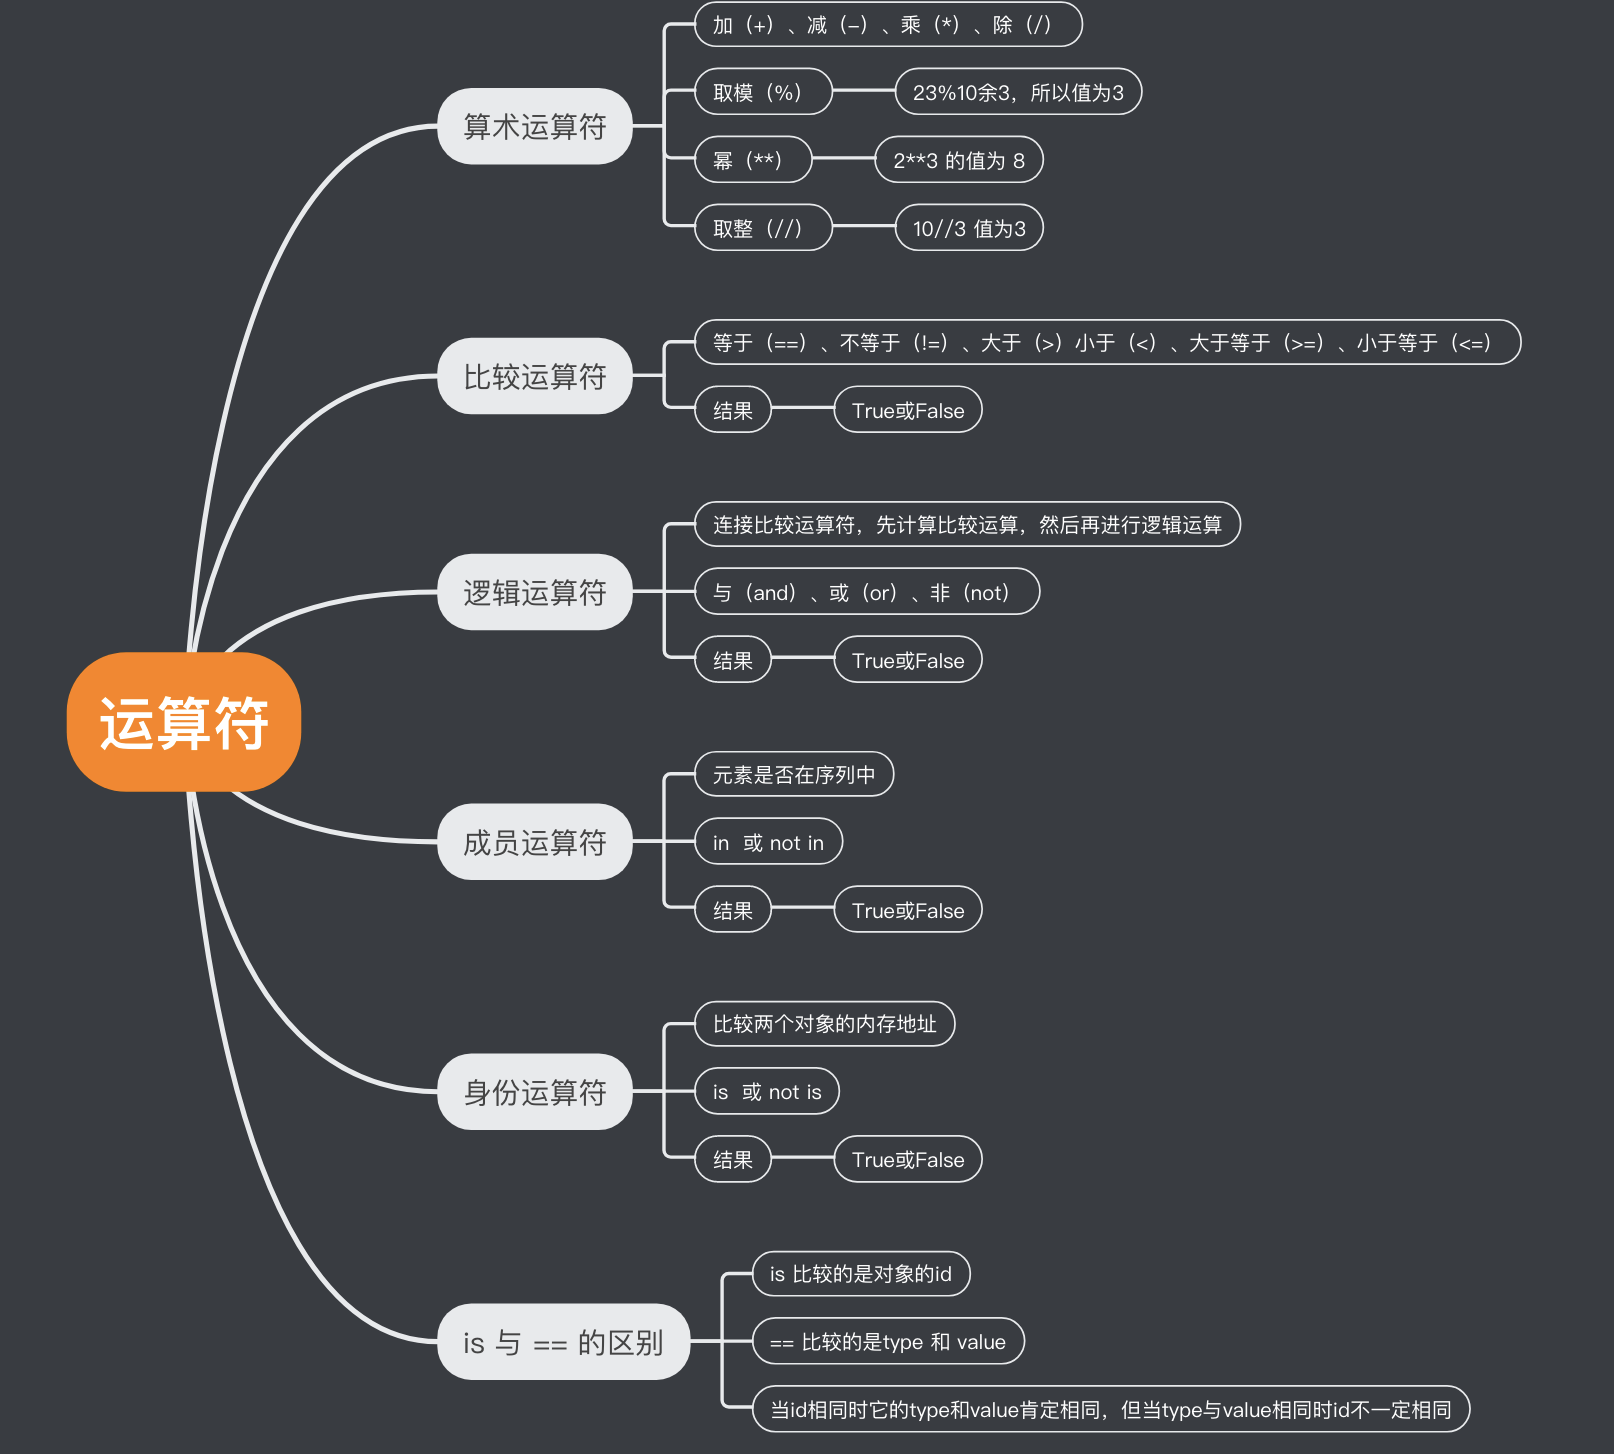 运算符
算术运算符
加（+）、减（-）、乘（*）、除（/）
取模（%）
23%10余3，所以值为3
幂（**）
2**3 的值为 8
取整（//）
10//3 值为3
比较运算符
等于（==）、不等于（!=）、大于（>）小于（<）、大于等于（>=）、小于等于（<=）
结果
True或False
逻辑运算符
连接比较运算符，先计算比较运算，然后再进行逻辑运算
与（and）、或（or）、非（not）
结果
True或False
成员运算符
元素是否在序列中
in 或 not in
结果
True或False
身份运算符
比较两个对象的内存地址
is 或 not is
结果
True或False
is 与 == 的区别
is 比较的是对象的id
== 比较的是type 和 value
当id相同时它的type和value肯定相同，但当type与value相同时id不一定相同